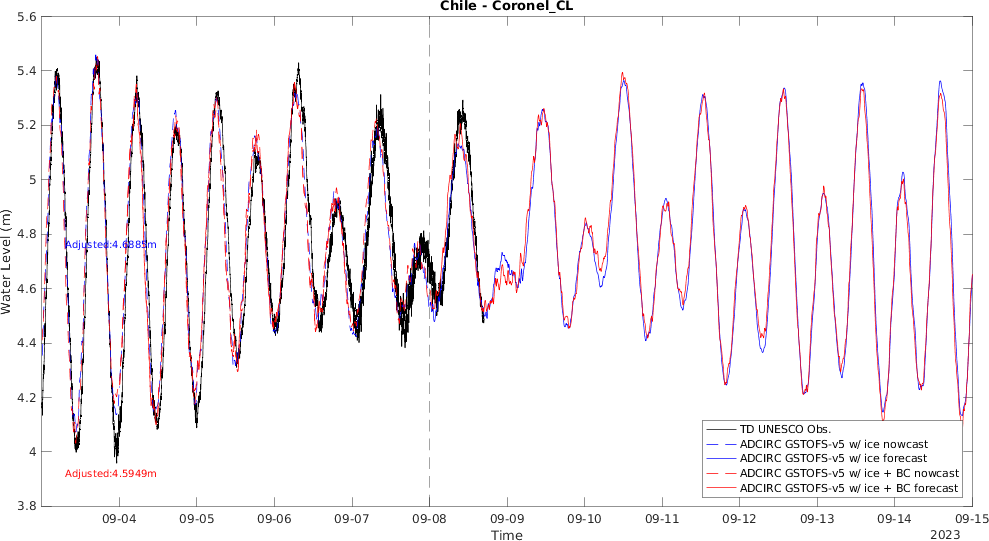 Chile - Coronel_CL
5.6
5.4
5.2
5
4.8
4.6
4.4
4.2
4
3.8
Water Level (m)
Adjusted:4.6885m
Adjusted:4.5949m
TD UNESCO Obs.
ADCIRC GSTOFS-v5 w/ ice nowcast
ADCIRC GSTOFS-v5 w/ ice forecast
ADCIRC GSTOFS-v5 w/ ice + BC nowcast
ADCIRC GSTOFS-v5 w/ ice + BC forecast
09-04 09-05 09-06 09-07 09-08 09-09 09-10 09-11 09-12 09-13 09-14 09-15
Time
2023